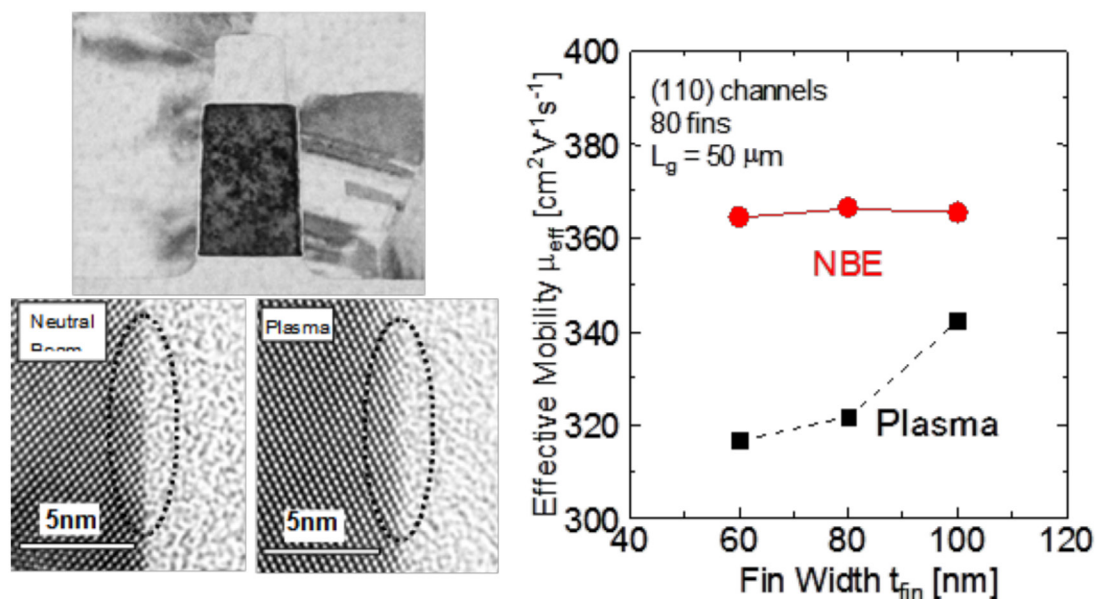 Neutral
Beam
5nm
Plasma
5nm
Effective Mobility μeff [cm²V⁻¹s⁻¹]
400
380
360
340
320
300
(110) channels
80 fins
Lg = 50 μm
NBE
Plasma
40
60
80
100
120
Fin Width tfin [nm]